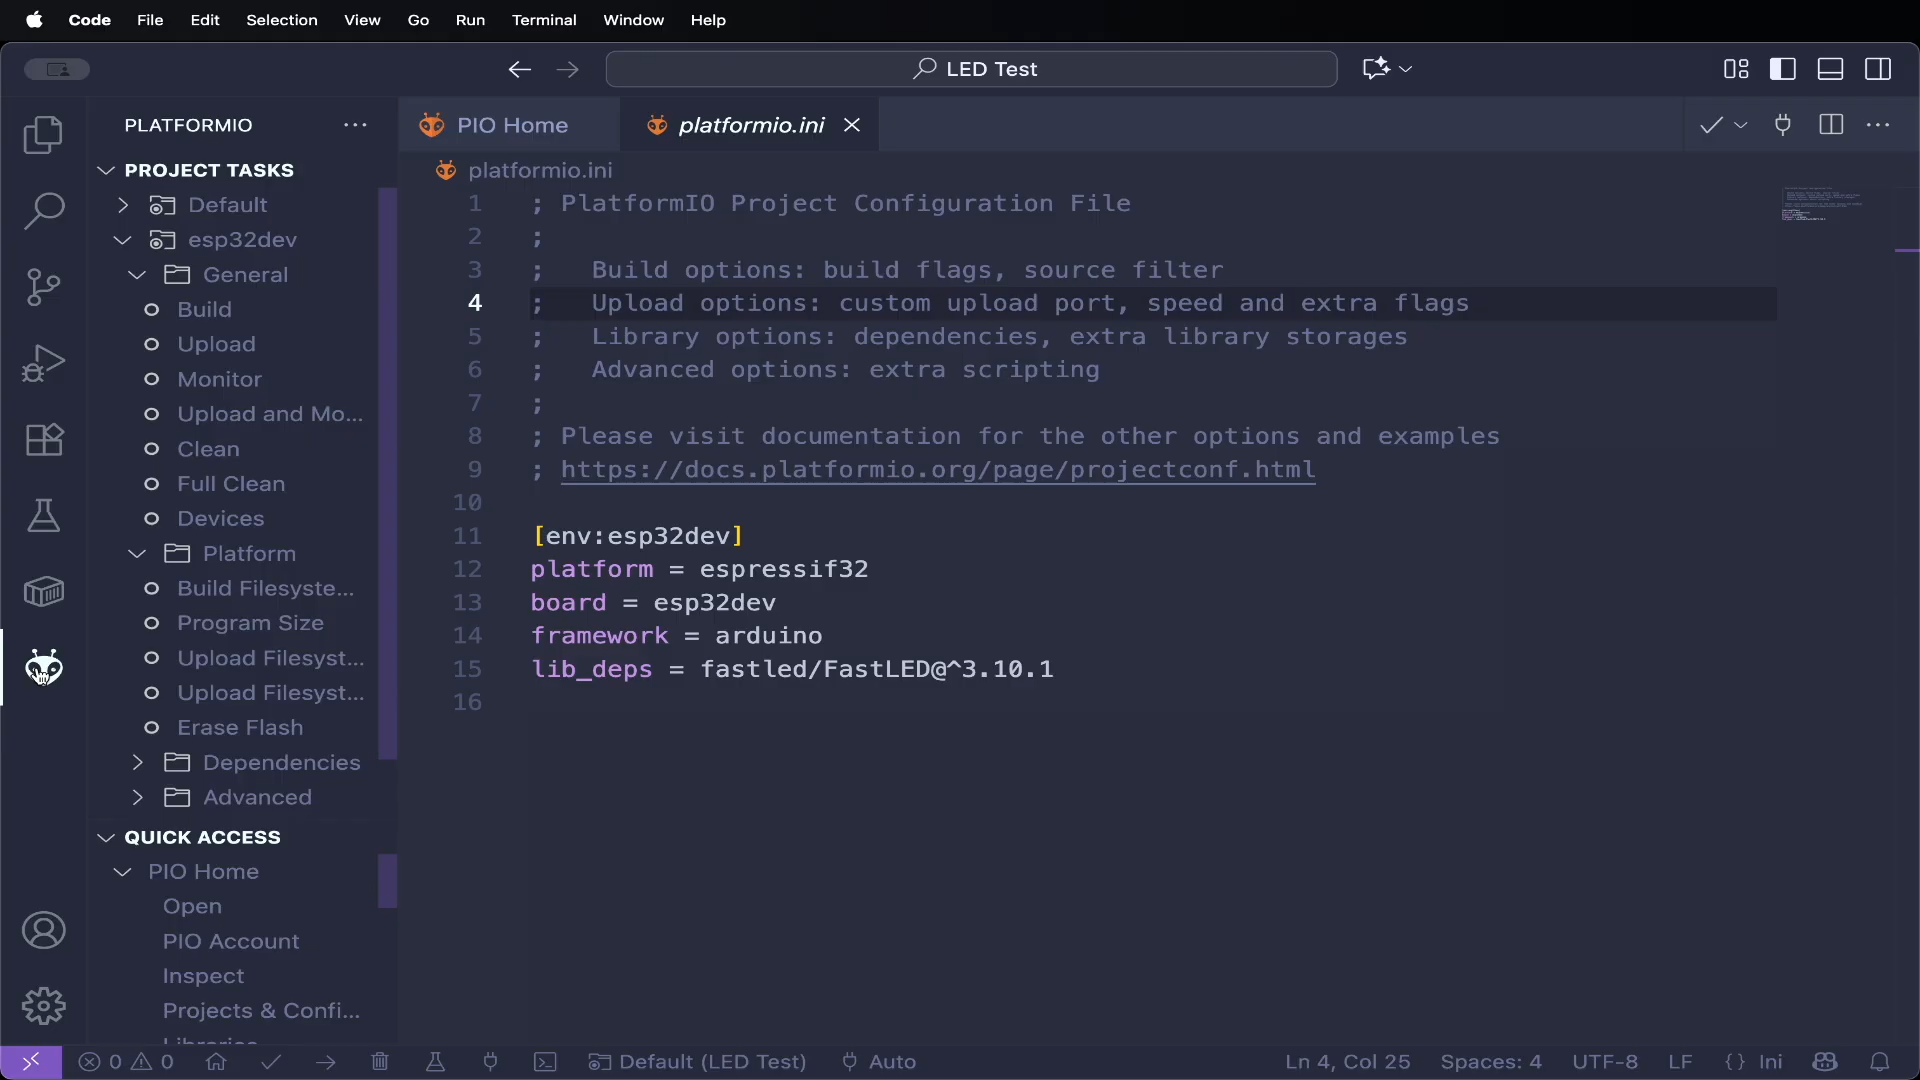 Code File Edit Selection View Go Run Terminal Window Help
LED Test
PLATFORMIO
PROJECT TASKS
Default
esp32dev
General
Build
Upload
Monitor
Upload and Mo...
Clean
Full Clean
Devices
Platform
Build Filesyste...
Program Size
Upload Filesyst...
Upload Filesyst...
Erase Flash
Dependencies
Advanced
QUICK ACCESS
PIO Home
Open
PIO Account
Inspect
Projects & Confi...
Libraries
PIO Home platformio.ini
platformio.ini
1 ; PlatformIO Project Configuration File
2 ;
3 ;   Build options: build flags, source filter
4 ;   Upload options: custom upload port, speed and extra flags
5 ;   Library options: dependencies, extra library storages
6 ;   Advanced options: extra scripting
7 ;
8 ; Please visit documentation for the other options and examples
9 ; https://docs.platformio.org/page/projectconf.html
10
11 [env:esp32dev]
12 platform = espressif32
13 board = esp32dev
14 framework = arduino
15 lib_deps = fastled/FastLED@^3.10.1
16
0 0 Default (LED Test) Auto Ln 4, Col 25 Spaces: 4 UTF-8 LF {} Ini